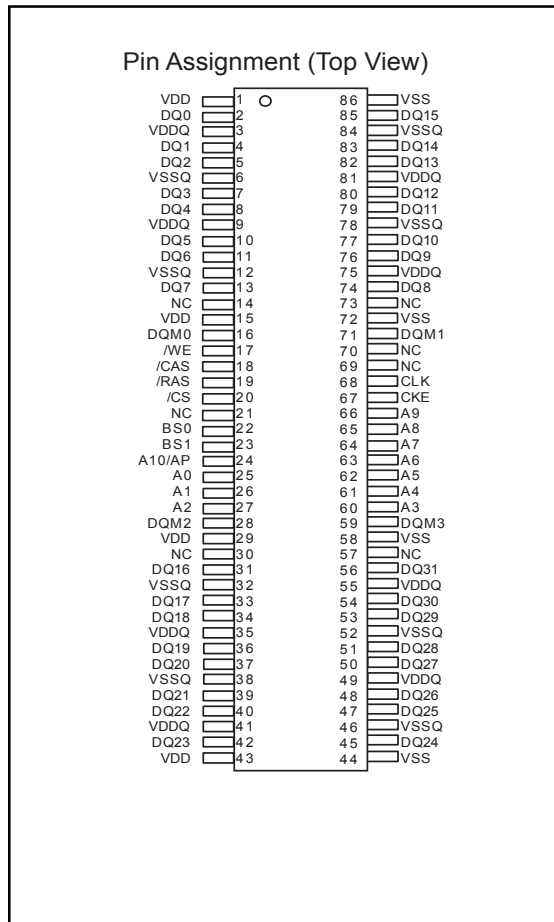 Pin Assignment (Top View)
VDD 1 86 VSS
DQ0 2 85 DQ15
VDDQ 3 84 VSSQ
DQ1 4 83 DQ14
DQ2 5 82 DQ13
VSSQ 6 81 VDDQ
DQ3 7 80 DQ12
DQ4 8 79 DQ11
VDDQ 9 78 VSSQ
DQ5 10 77 DQ10
DQ6 11 76 DQ9
VSSQ 12 75 VDDQ
DQ7 13 74 DQ8
NC 14 73 NC
VDD 15 72 VSS
DQM0 16 71 DQM1
/WE 17 70 NC
/CAS 18 69 NC
/RAS 19 68 CLK
/CS 20 67 CKE
NC 21 66 A9
BS0 22 65 A8
BS1 23 64 A7
A10/AP 24 63 A6
A0 25 62 A5
A1 26 61 A4
A2 27 60 A3
DQM2 28 59 DQM3
VDD 29 58 VSS
NC 30 57 NC
DQ16 31 56 DQ31
VSSQ 32 55 VDDQ
DQ17 33 54 DQ30
DQ18 34 53 DQ29
VDDQ 35 52 VSSQ
DQ19 36 51 DQ28
DQ20 37 50 DQ27
VSSQ 38 49 VDDQ
DQ21 39 48 DQ26
DQ22 40 47 DQ25
VDDQ 41 46 VSSQ
DQ23 42 45 DQ24
VDD 43 44 VSS